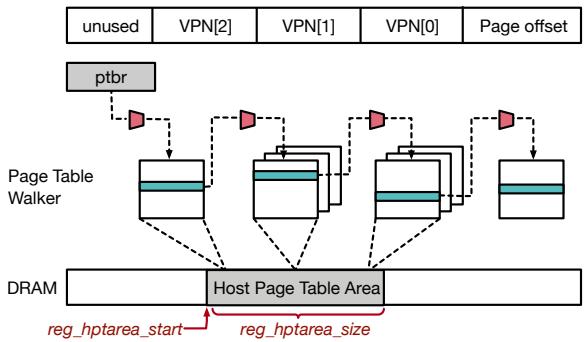 unused VPN[2] VPN[1] VPN[0] Page offset
ptbr
Page Table
Walker
DRAM Host Page Table Area
reg_hptarea_start reg_hptarea_size